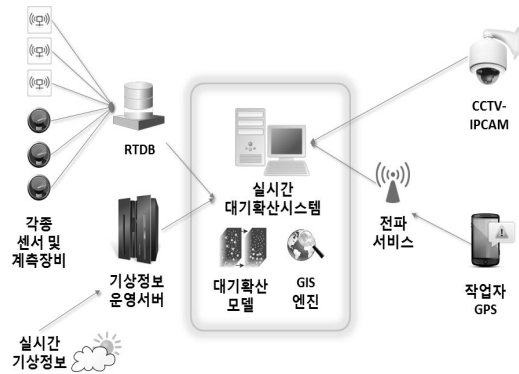 RTDB
각종
센서 및
계측장비
기상정보
운영서버
실시간
기상정보
실시간
대기확산시스템
대기확산
모델
GIS
엔진
CCTV-
IPCAM
전파
서비스
작업자
GPS